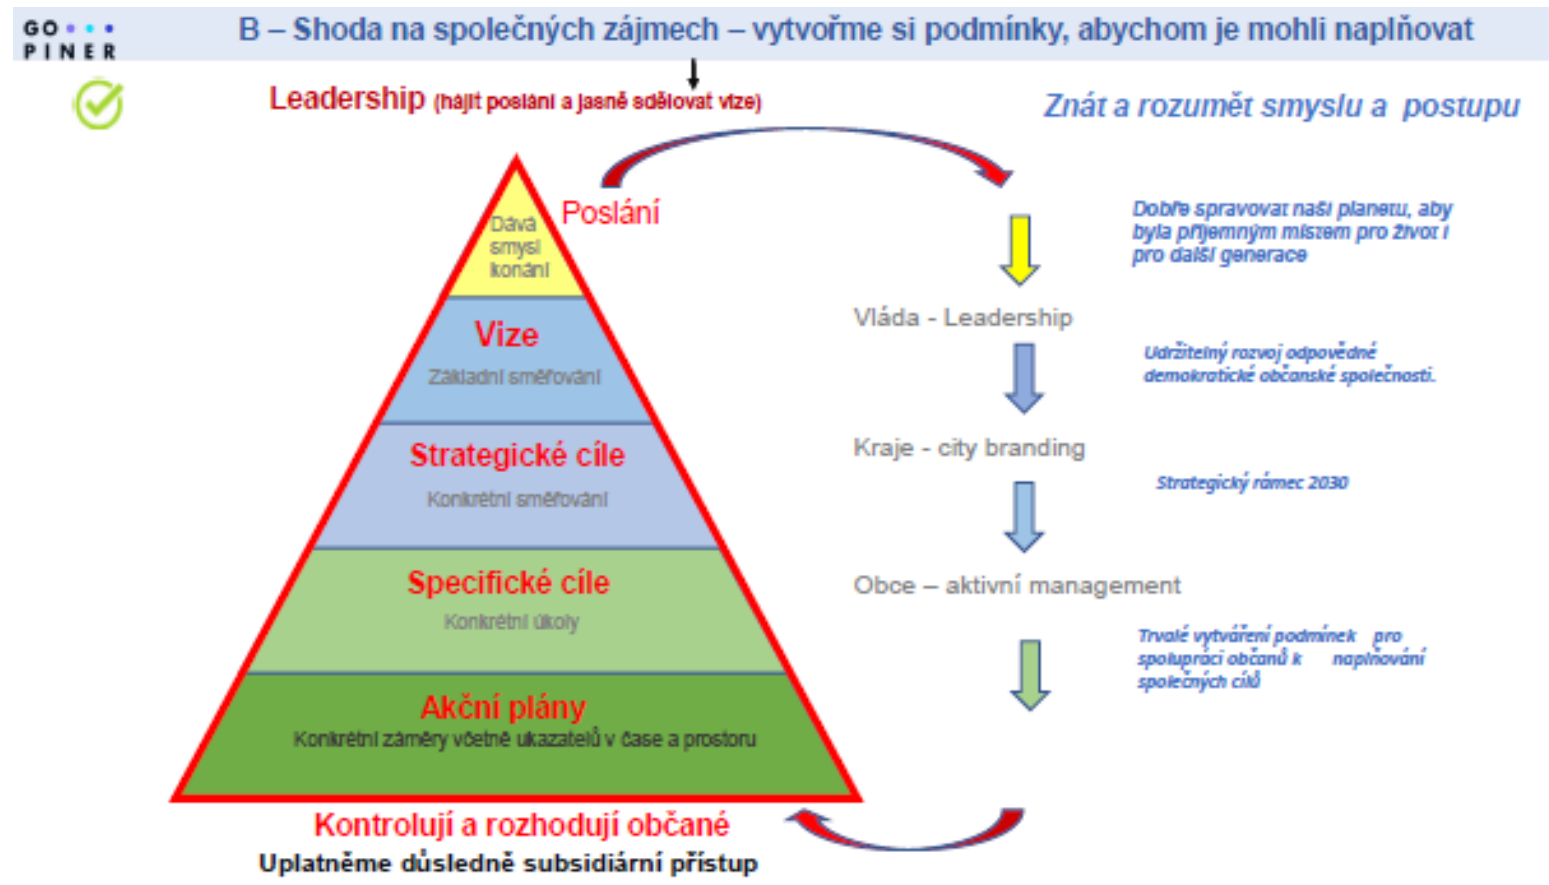 GO
PINER
B – Shoda na společných zájmech – vytvořme si podmínky, abychom je mohli naplňovat
Leadership (hájit poslání a jasně sdělovat vize)
Znát a rozumět smyslu a postupu
Poslání
Dává
smysl
konání
Vize
Základní směřování
Strategické cíle
Konkrétní směřování
Specifické cíle
Konkrétní úkoly
Akční plány
Konkrétní záměry včetně ukazatelů v čase a prostoru
Kontrolují a rozhodují občané
Uplatněme důsledně subsidiární přístup
Dobře spravovat naši planetu, aby
byla příjemným místem pro život i
pro další generace
Vláda - Leadership
Udržitelný rozvoj odpovědné
demokratické občanské společnosti.
Kraje - city branding
Strategický rámec 2030
Obce – aktivní management
Trvalé vytváření podmínek pro
spolupráci občanů k naplňování
společných cílů